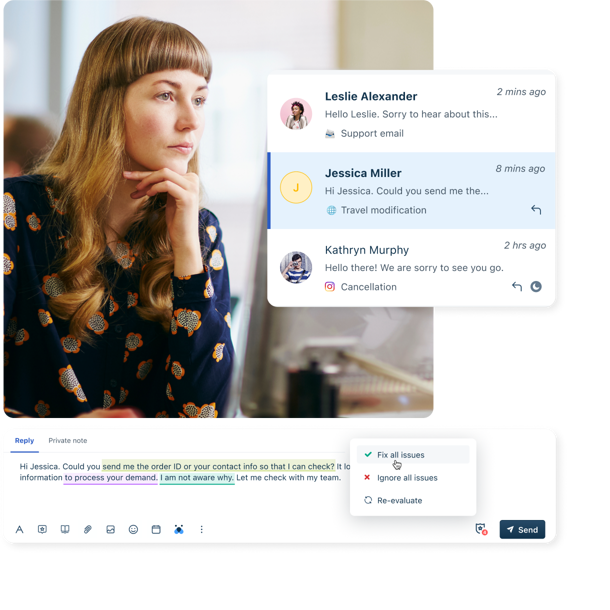 Leslie Alexander
2 mins ago
Hello Leslie. Sorry to hear about this...
Support email
J
Jessica Miller
8 mins ago
Hi Jessica. Could you send me the...
Travel modification
Kathryn Murphy
2 hrs ago
Hello there! We are sorry to see you go.
Cancellation
Reply
Private note
Hi Jessica. Could you send me the order ID or your contact info so that I can check? It
information to process your demand. I am not aware why. Let me check with my team.
Fix all issues
Ignore all issues
Re-evaluate
Send